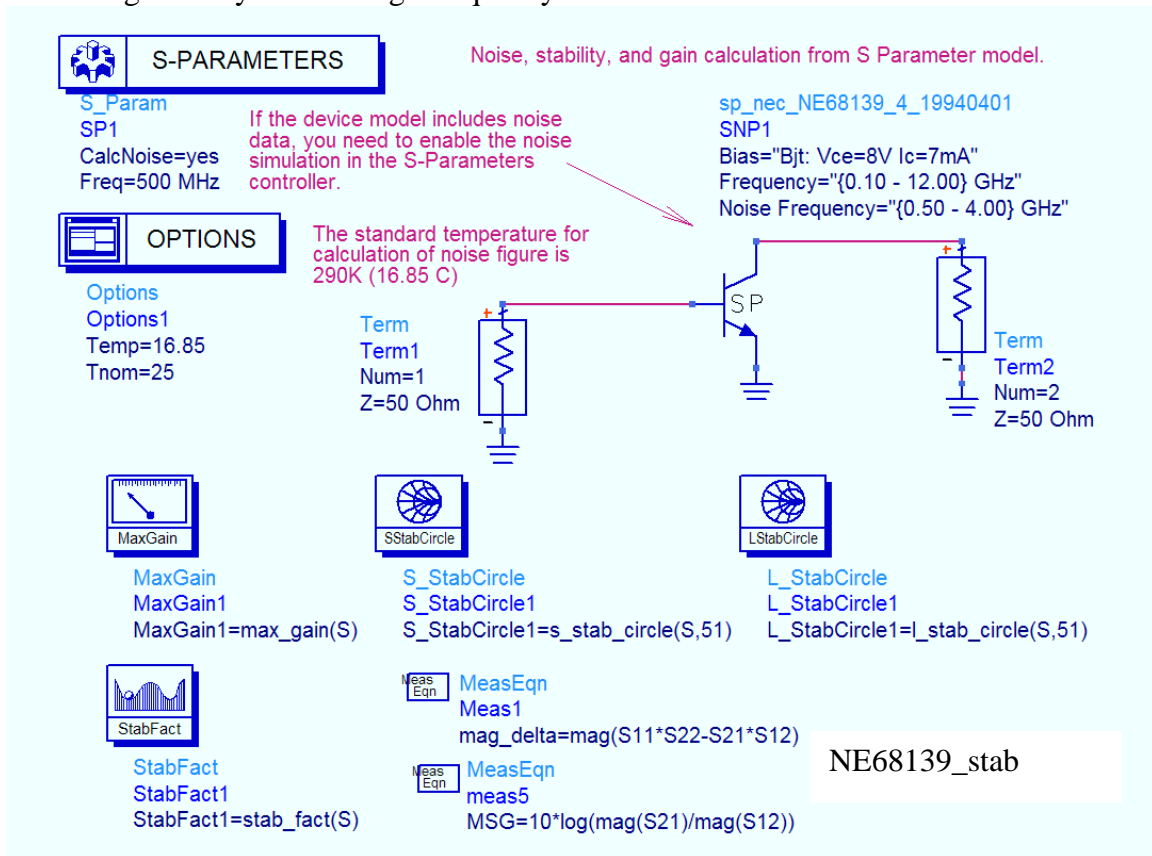 S-PARAMETERS
Noise, stability, and gain calculation from S Parameter model.
S_Param
SP1
CalcNoise=yes
Freq=500 MHz
If the device model includes noise
data, you need to enable the noise
simulation in the S-Parameters
controller.
sp_nec_NE68139_4_19940401
SNP1
Bias="Bjt: Vce=8V Ic=7mA"
Frequency="{0.10 - 12.00} GHz"
Noise Frequency="{0.50 - 4.00} GHz"
OPTIONS
The standard temperature for
calculation of noise figure is
290K (16.85 C)
Options
Options1
Temp=16.85
Tnom=25
SP
+
-
Term
Term1
Num=1
Z=50 Ohm
+
-
Term
Term2
Num=2
Z=50 Ohm
MaxGain
MaxGain
MaxGain1
MaxGain1=max_gain(S)
SStabCircle
S_StabCircle
S_StabCircle1
S_StabCircle1=s_stab_circle(S,51)
LStabCircle
L_StabCircle
L_StabCircle1
L_StabCircle1=l_stab_circle(S,51)
StabFact
StabFact
StabFact1
StabFact1=stab_fact(S)
Meas
Eqn
MeasEqn
Meas1
mag_delta=mag(S11*S22-S21*S12)
Meas
Eqn
MeasEqn
meas5
MSG=10*log(mag(S21)/mag(S12))
NE68139_stab